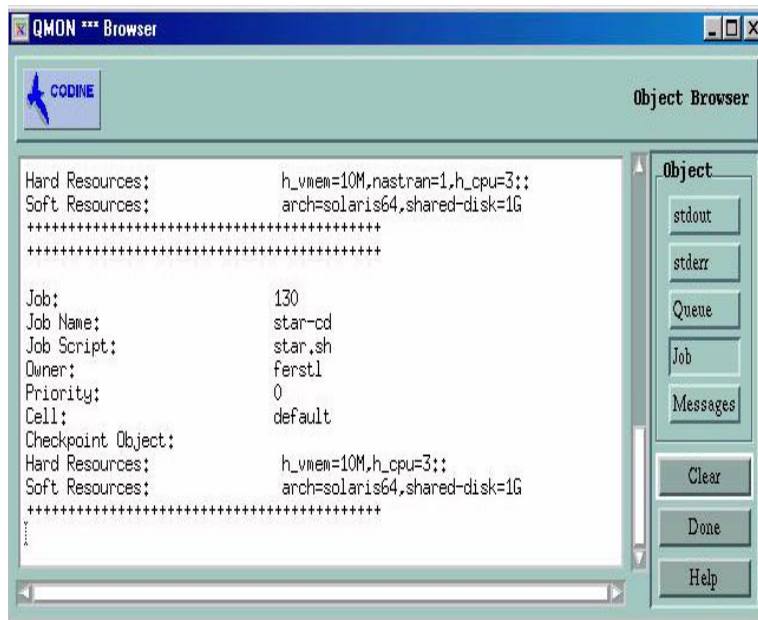 QMON *** Browser
CODINE
Object Browser
Hard Resources: h_vmem=10M,nastran=1,h_cpu=3::
Soft Resources: arch=solaris64,shared-disk=1G
+++++++++++++++++++++++++++++++++++++++++++
+++++++++++++++++++++++++++++++++++++++++++
Job: 130
Job Name: star-cd
Job Script: star.sh
Owner: ferstl
Priority: 0
Cell: default
Checkpoint Object:
Hard Resources: h_vmem=10M,h_cpu=3::
Soft Resources: arch=solaris64,shared-disk=1G
+++++++++++++++++++++++++++++++++++++++++++
Object
stdout
stderr
Queue
Job
Messages
Clear
Done
Help